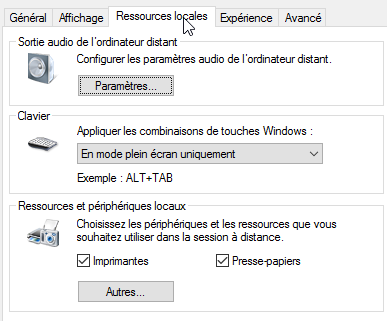 Général Affichage Ressources locales Expérience Avancé
Sortie audio de l'ordinateur distant
Configurer les paramètres audio de l'ordinateur distant.
Paramètres...
Clavier
Appliquer les combinaisons de touches Windows :
En mode plein écran uniquement
Exemple : ALT+TAB
Ressources et périphériques locaux
Choisissez les périphériques et les ressources que vous
souhaitez utiliser dans la session à distance.
Imprimantes Presse-papiers
Autres...